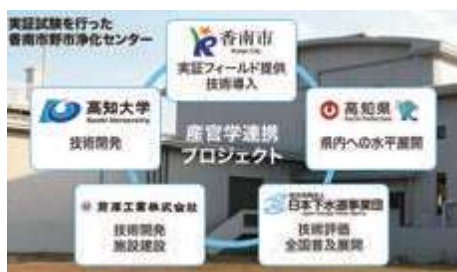 実証試験を行った
香南市野市浄化センター
香南市
Konan City
実証フィールド提供
技術導入
高知大学
Kochi University
技術開発
高知県
Kochi Prefecture
県内への水平展開
産官学連携
プロジェクト
前澤工業株式会社
技術開発
施設建設
日本下水道事業団
技術評価
全国普及展開